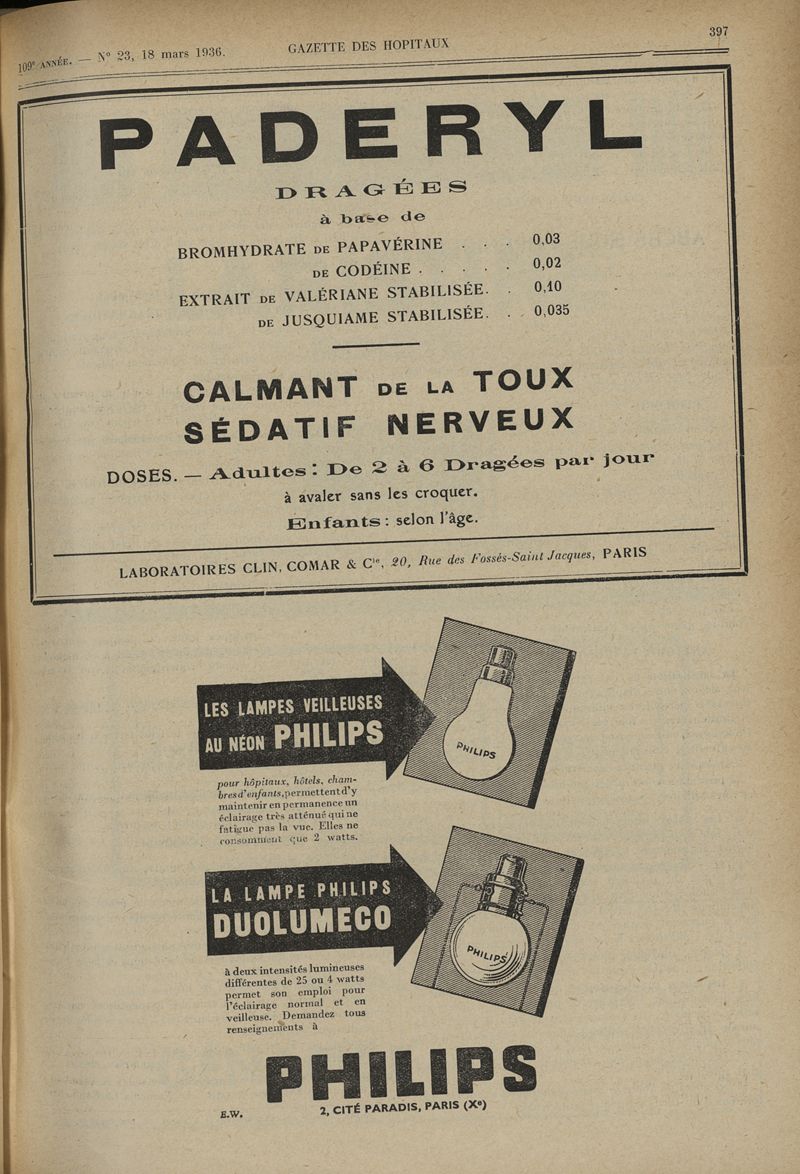 109e ANNÉE. — N° 23, 18 mars 1936.
GAZETTE DES HOPITAUX
397
PADERYL
DRAGÉES
à base de
BROMHYDRATE DE PAPAVÉRINE . . . 0,03
DE CODÉINE . . . . . 0,02
EXTRAIT DE VALÉRIANE STABILISÉE. . 0,10
DE JUSQUIAME STABILISÉE. . . 0,035
CALMANT DE LA TOUX
SÉDATIF NERVEUX
DOSES. — Adultes : De 2 à 6 Dragées par jour
à avaler sans les croquer.
Enfants : selon l'âge.
LABORATOIRES CLIN, COMAR & Cie, 20, Rue des Fossés-Saint Jacques, PARIS
LES LAMPES VEILLEUSES
AU NÉON PHILIPS
PHILIPS
pour hôpitaux, hôtels, cham-
bres d'enfants, permettent d'y
maintenir en permanence un
éclairage très atténué qui ne
fatigue pas la vue. Elles ne
consomment que 2 watts.
LA LAMPE PHILIPS
DUOLUMECO
PHILIPS
à deux intensités lumineuses
différentes de 25 ou 4 watts
permet son emploi pour
l'éclairage normal et en
veilleuse. Demandez tous
renseignements à
PHILIPS
E.W.
2, CITÉ PARADIS, PARIS (Xe)